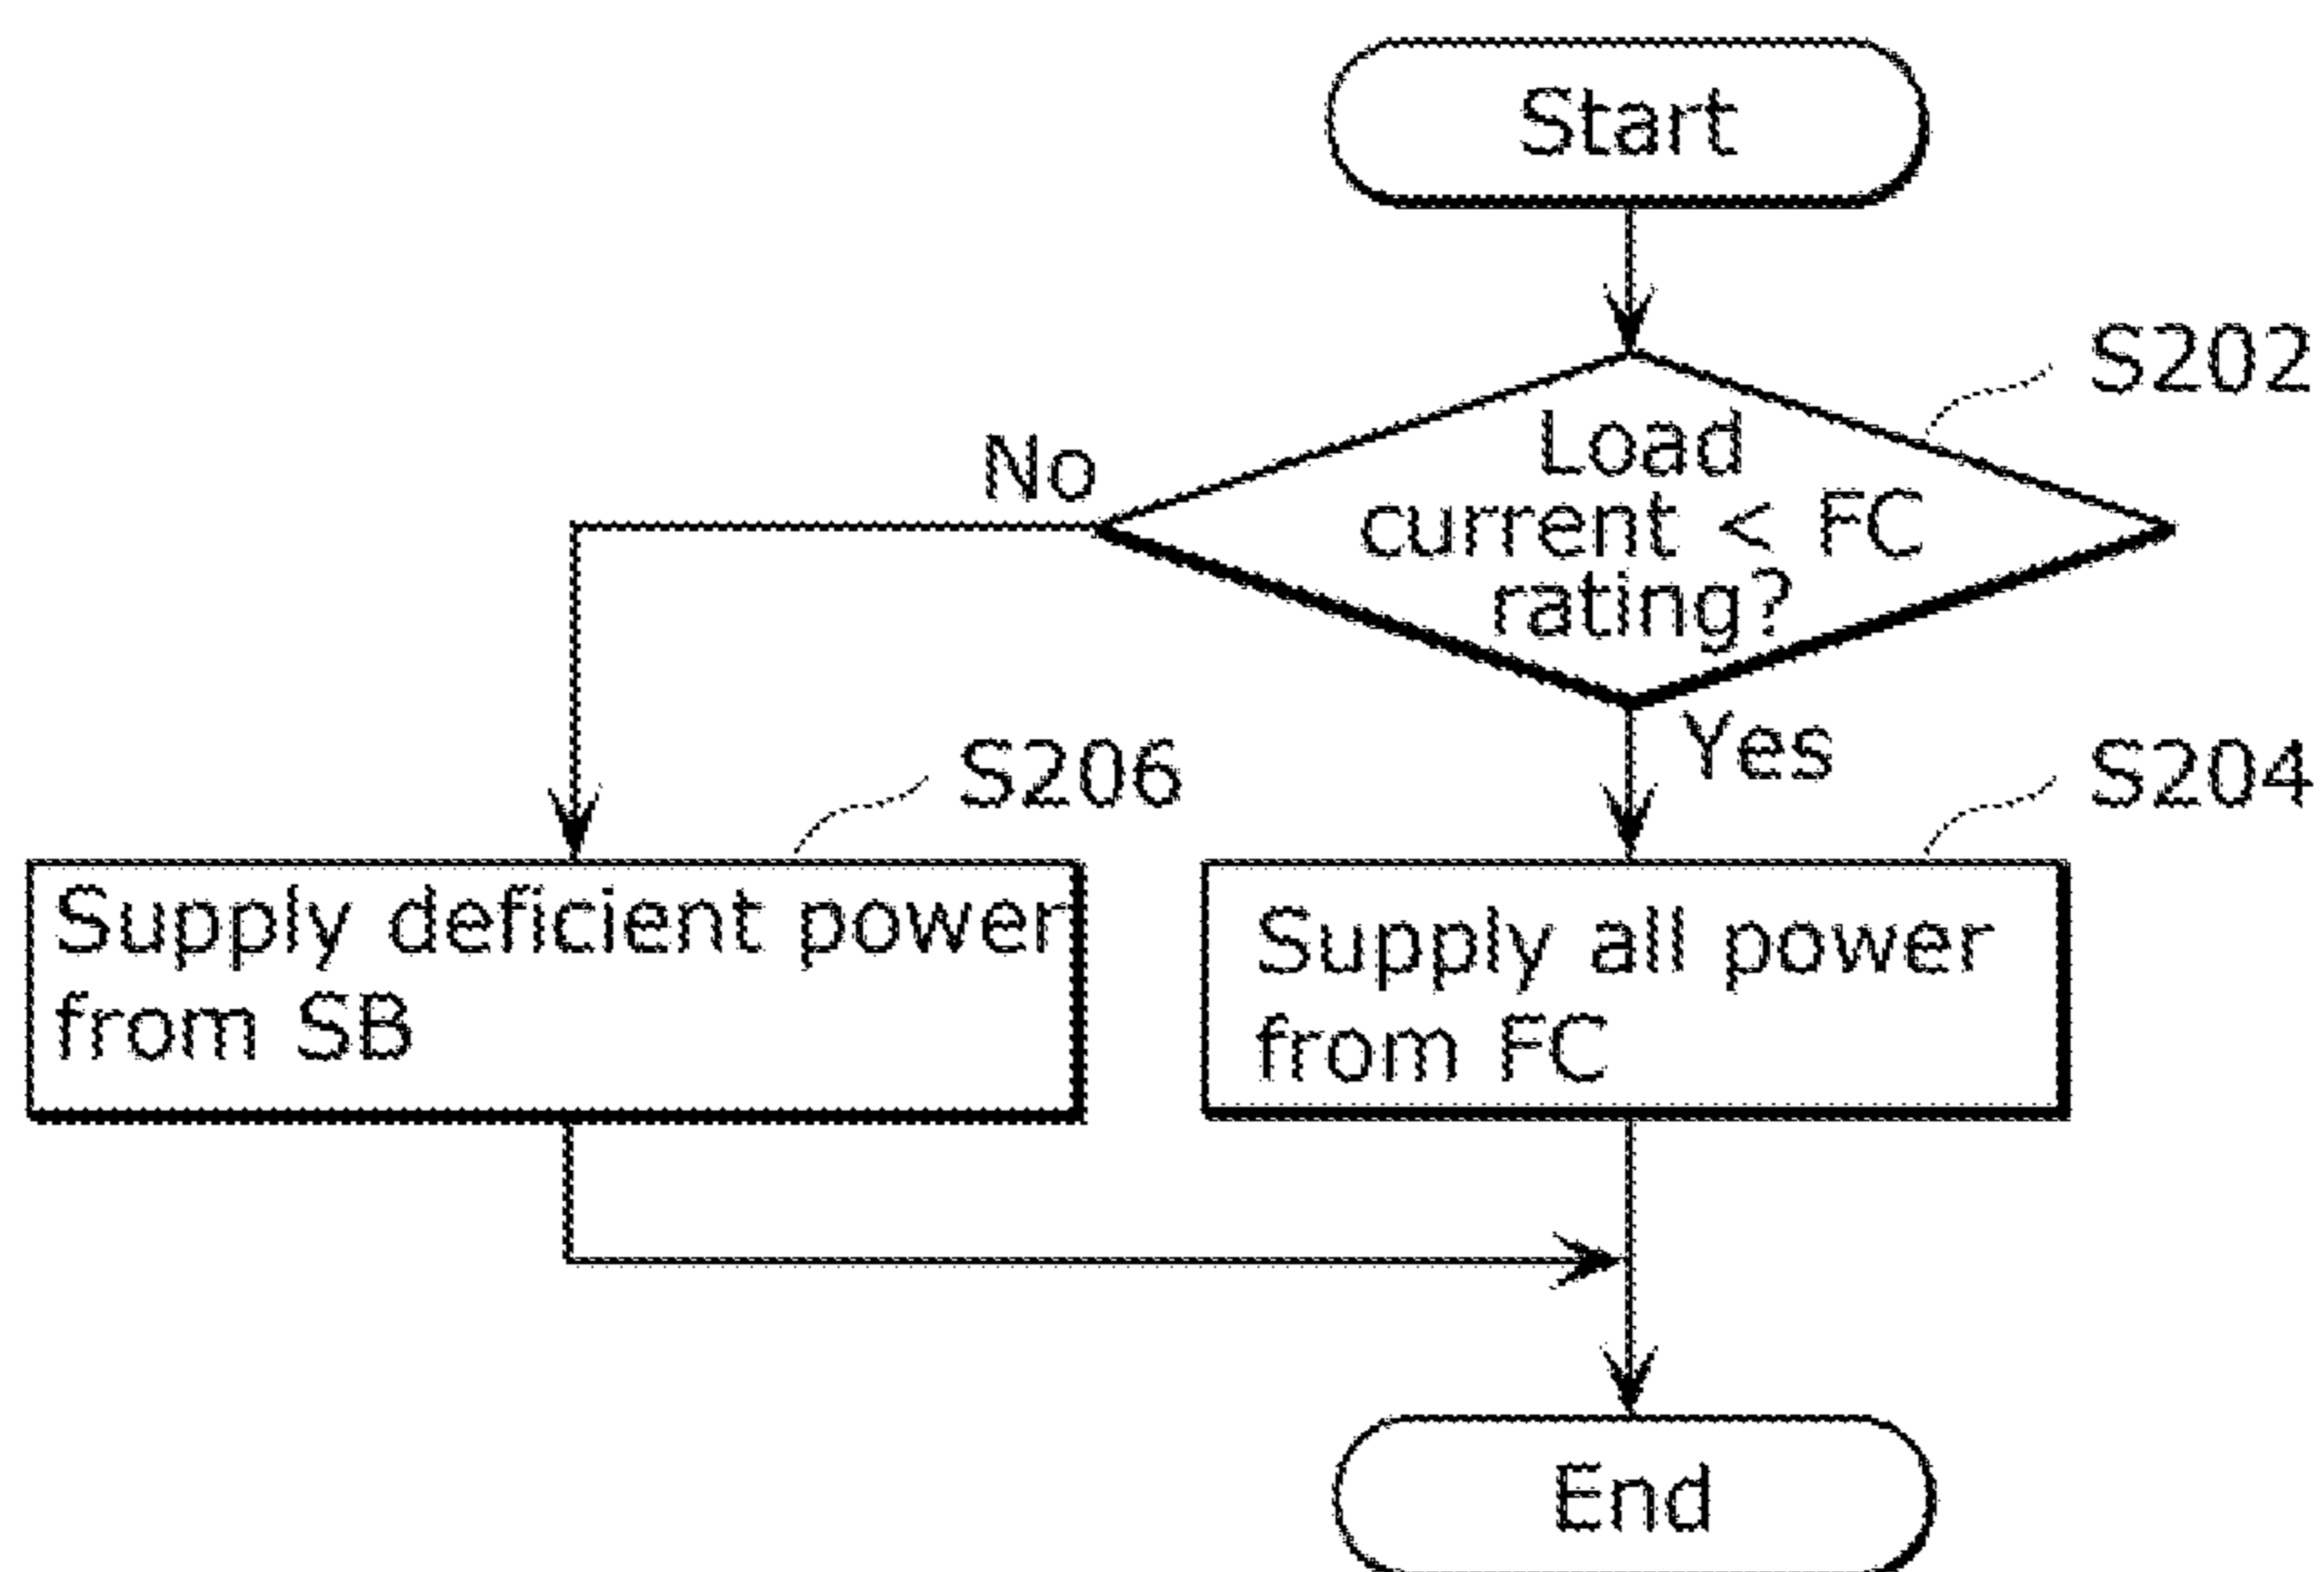 Start
S202
Load
current < FC
rating?
No
Yes
S206
S204
Supply deficient power
from SB
Supply all power
from FC
End